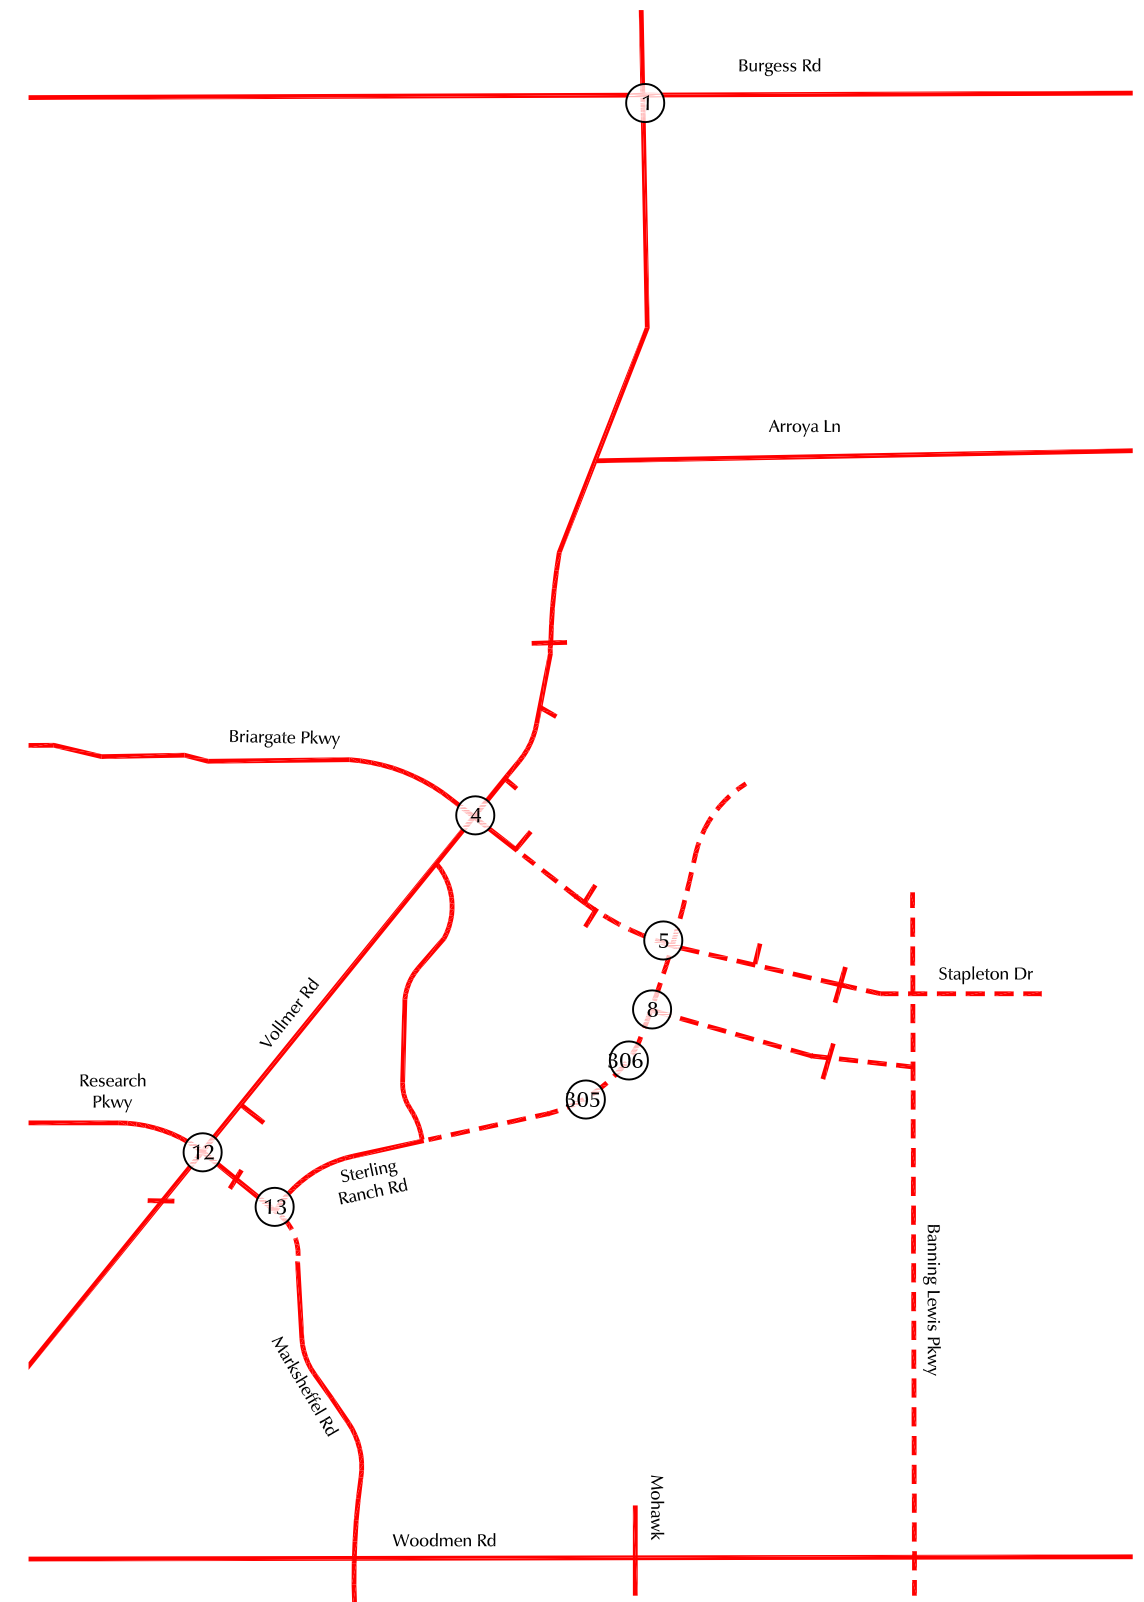 Burgess Rd
1
Arroya Ln
Briargate Pkwy
4
5
Stapleton Dr
Vollmer Rd
8
306
Research
Pkwy
305
12
Sterling
Ranch Rd
13
Banning Lewis Pkwy
Marksheffel Rd
Mohawk
Woodmen Rd